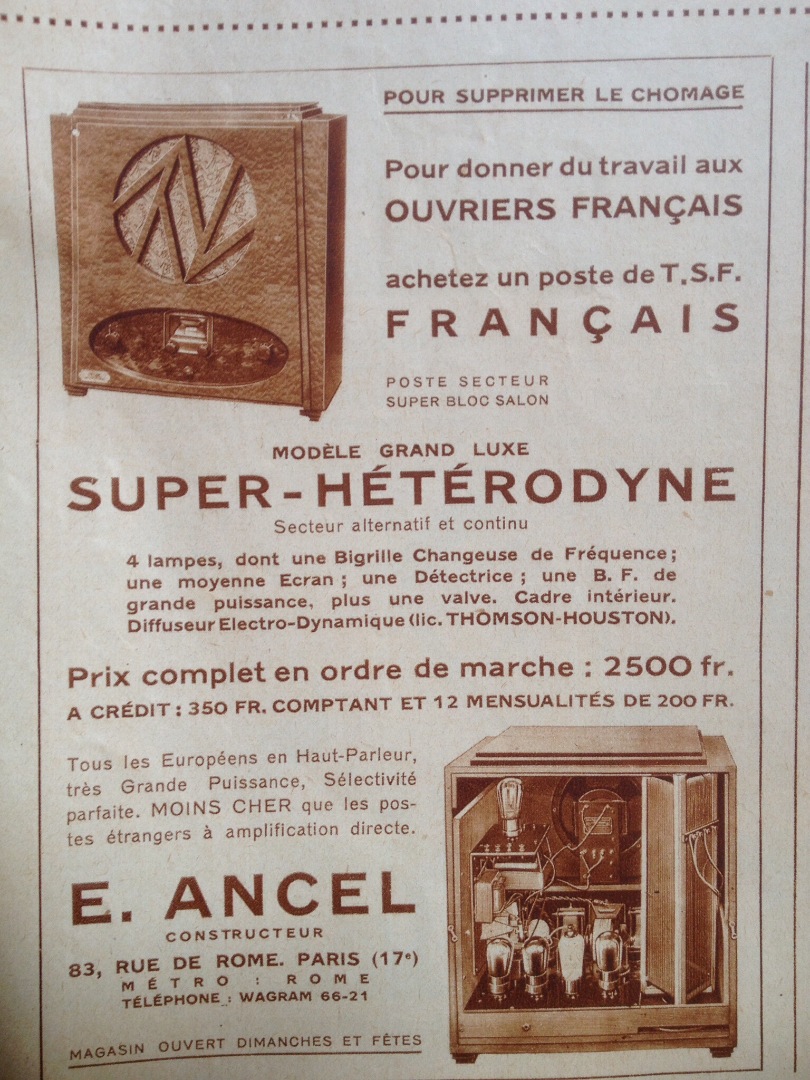 POUR SUPPRIMER LE CHOMAGE
Pour donner du travail aux
OUVRIERS FRANÇAIS
achetez un poste de T.S.F.
FRANÇAIS
POSTE SECTEUR
SUPER BLOC SALON
MODÈLE GRAND LUXE
SUPER-HÉTÉRODYNE
Secteur alternatif et continu
4 lampes, dont une Bigrille Changeuse de Fréquence;
une moyenne Ecran; une Détectrice; une B. F. de
grande puissance, plus une valve. Cadre intérieur.
Diffuseur Electro-Dynamique (lic. THOMSON-HOUSTON).
Prix complet en ordre de marche : 2500 fr.
A CRÉDIT : 350 FR. COMPTANT ET 12 MENSUALITÉS DE 200 FR.
Tous les Européens en Haut-Parleur,
très Grande Puissance, Sélectivité
parfaite. MOINS CHER que les pos-
tes étrangers à amplification directe.
E. ANCEL
CONSTRUCTEUR
83, RUE DE ROME. PARIS (17e)
MÉTRO : ROME
TÉLÉPHONE : WAGRAM 66-21
MAGASIN OUVERT DIMANCHES ET FÊTES